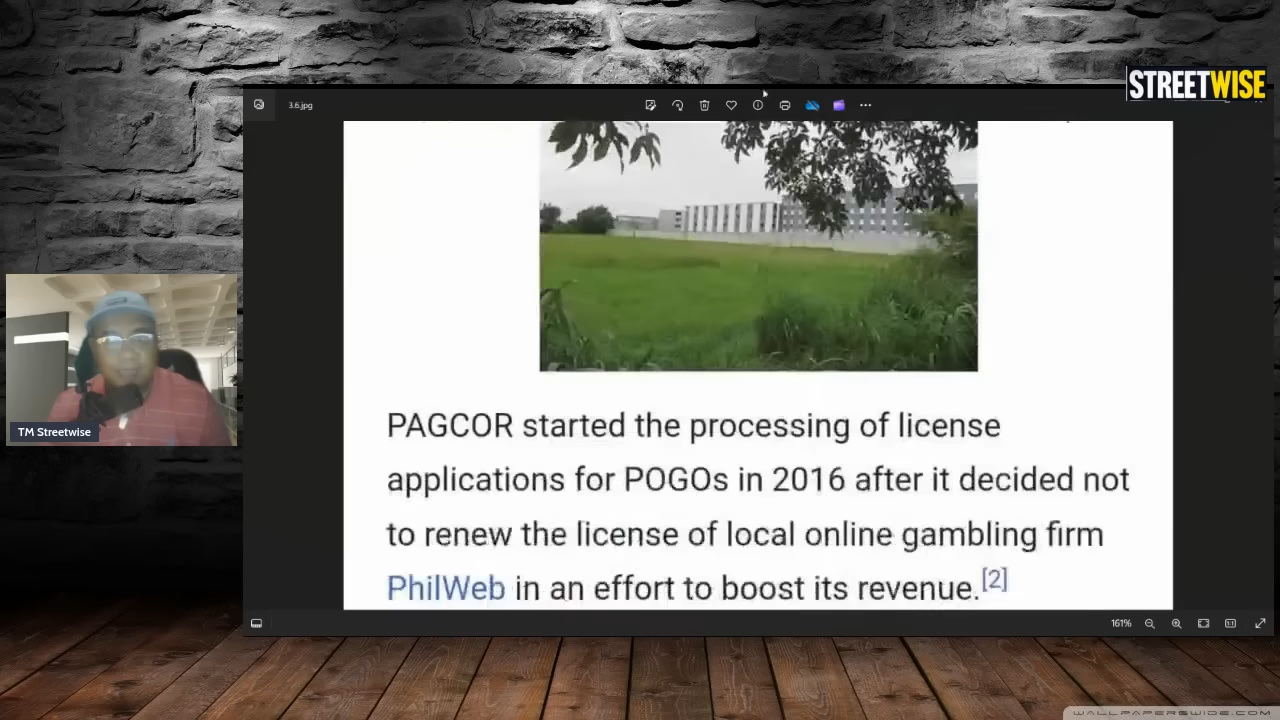 STREETWISE
3.6.jpg
TM Streetwise
PAGCOR started the processing of license
applications for POGOs in 2016 after it decided not
to renew the license of local online gambling firm
PhilWeb in an effort to boost its revenue.[2]
161%
WALLPAPERSWIDE.COM